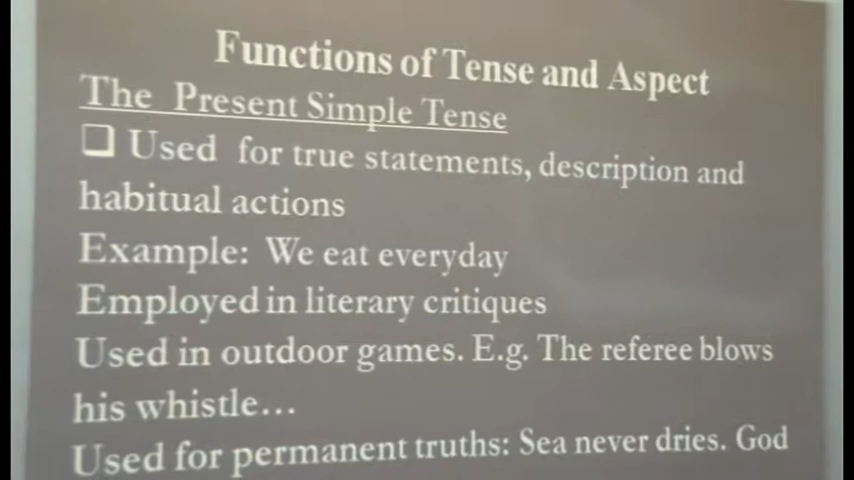 Functions of Tense and Aspect
The Present Simple Tense
❑ Used for true statements, description and
habitual actions
Example: We eat everyday
Employed in literary critiques
Used in outdoor games. E.g. The referee blows
his whistle...
Used for permanent truths: Sea never dries. God